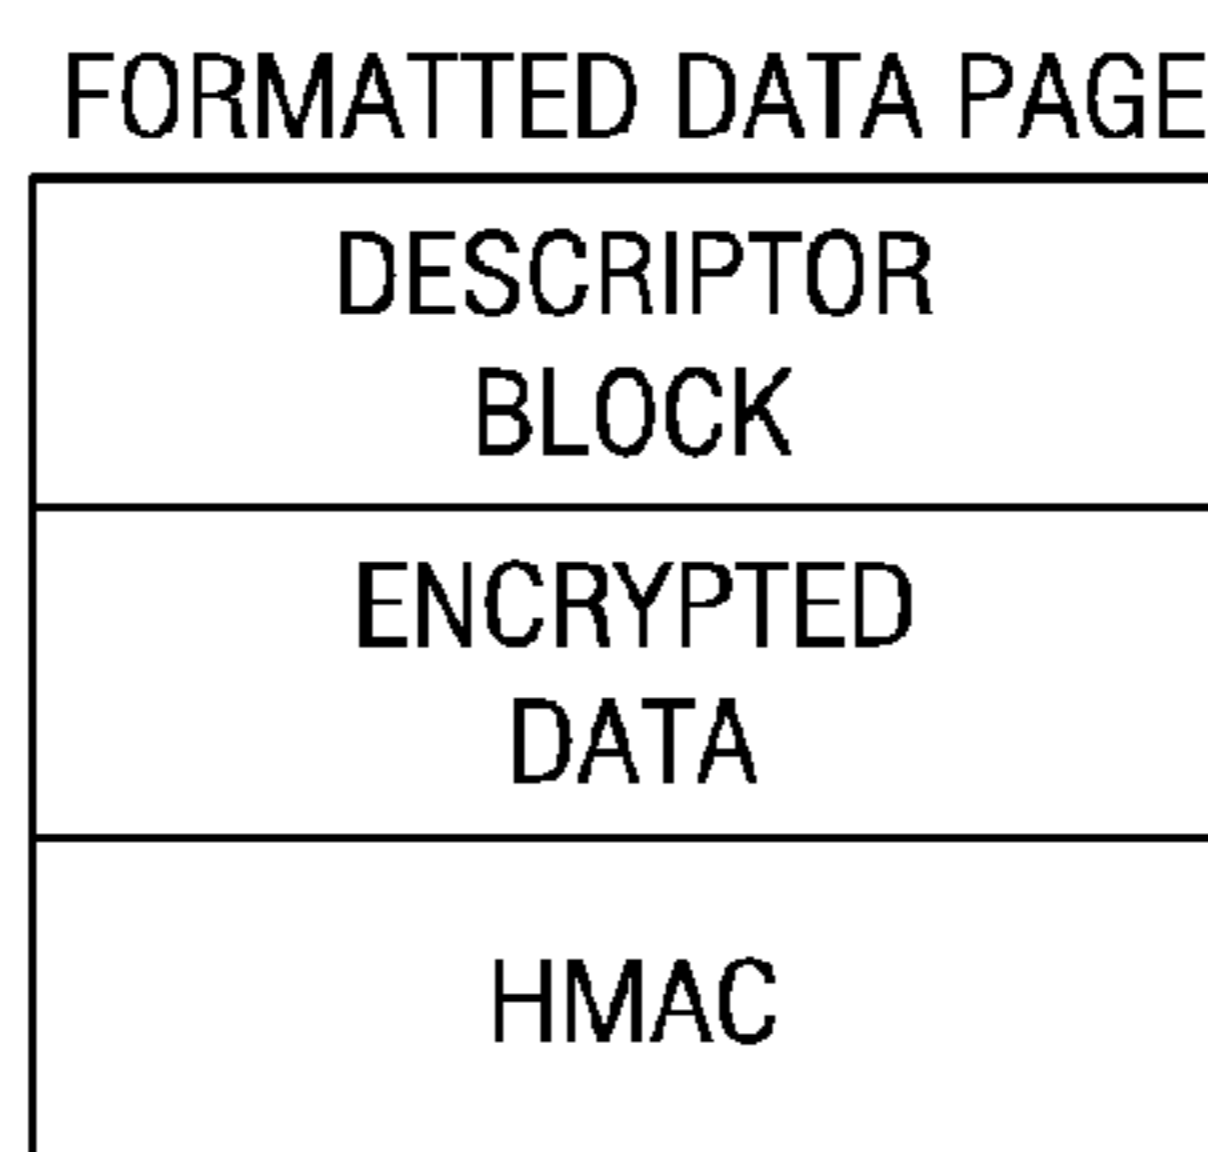 FORMATTED DATA PAGE
DESCRIPTOR
BLOCK
ENCRYPTED
DATA
HMAC